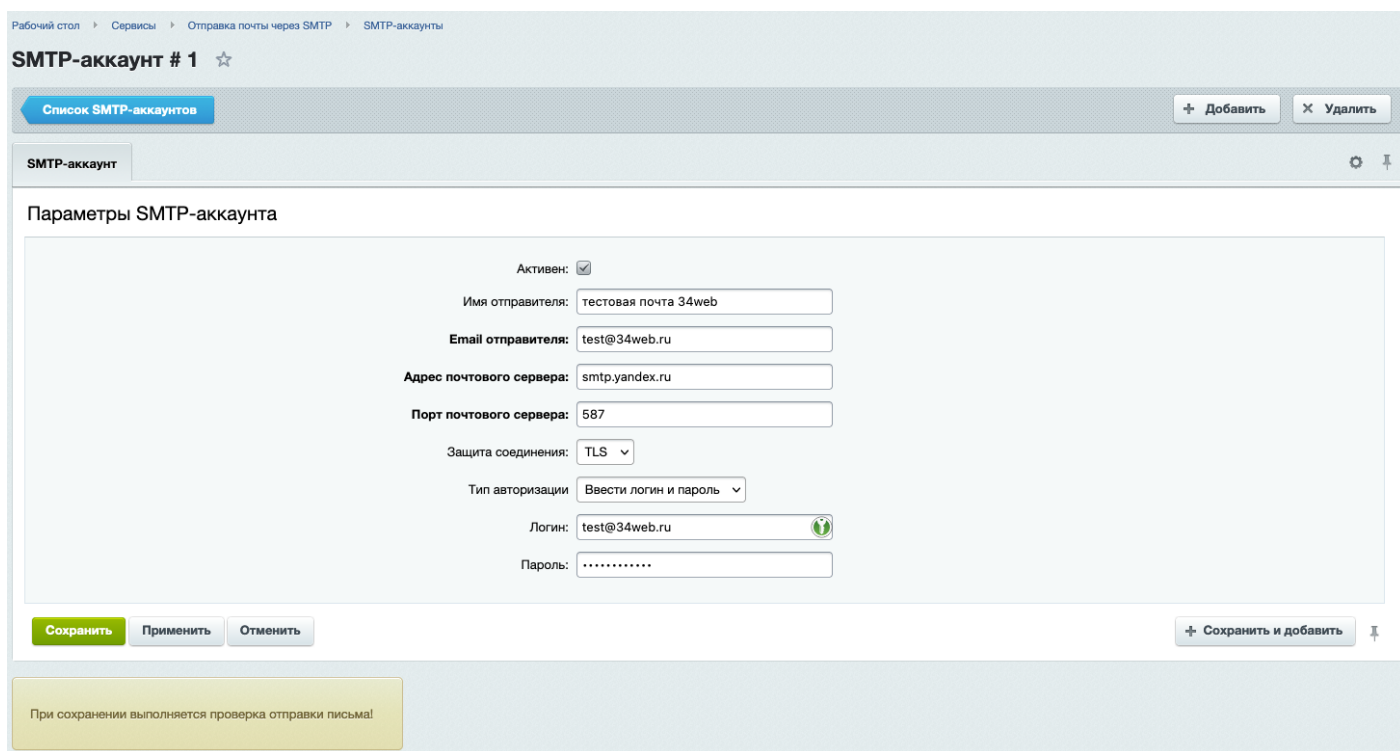 Рабочий стол Сервисы Отправка почты через SMTP SMTP-аккаунты
SMTP-аккаунт # 1
Список SMTP-аккаунтов Добавить Удалить
SMTP-аккаунт
Параметры SMTP-аккаунта
Активен:
Имя отправителя: тестовая почта 34web
Email отправителя: test@34web.ru
Адрес почтового сервера: smtp.yandex.ru
Порт почтового сервера: 587
Защита соединения: TLS
Тип авторизации Ввести логин и пароль
Логин: test@34web.ru
Пароль: ............
Сохранить Применить Отменить Сохранить и добавить
При сохранении выполняется проверка отправки письма!